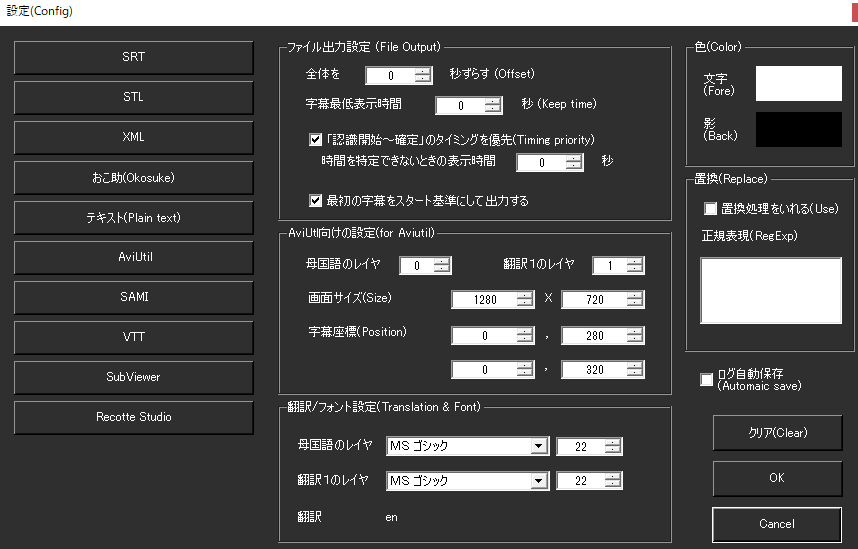 設定(Config)
SRT
STL
XML
おこ助(Okosuke)
テキスト(Plain text)
AviUtil
SAMI
VTT
SubViewer
Recotte Studio
ファイル出力設定 (File Output)
全体を 0 秒ずらす (Offset)
字幕最低表示時間 0 秒 (Keep time)
「認識開始～確定」のタイミングを優先(Timing priority)
時間を特定できないときの表示時間 0 秒
最初の字幕をスタート基準にして出力する
AviUtl向けの設定(for Aviutil)
母国語のレイヤ 0 翻訳1のレイヤ 1
画面サイズ(Size) 1280 X 720
字幕座標(Position) 0 , 280
0 , 320
翻訳/フォント設定(Translation & Font)
母国語のレイヤ MS ゴシック 22
翻訳1のレイヤ MS ゴシック 22
翻訳 en
色(Color)
文字
(Fore)
影
(Back)
置換(Replace)
置換処理をいれる(Use)
正規表現(RegExp)
ログ自動保存
(Automaic save)
クリア(Clear)
OK
Cancel